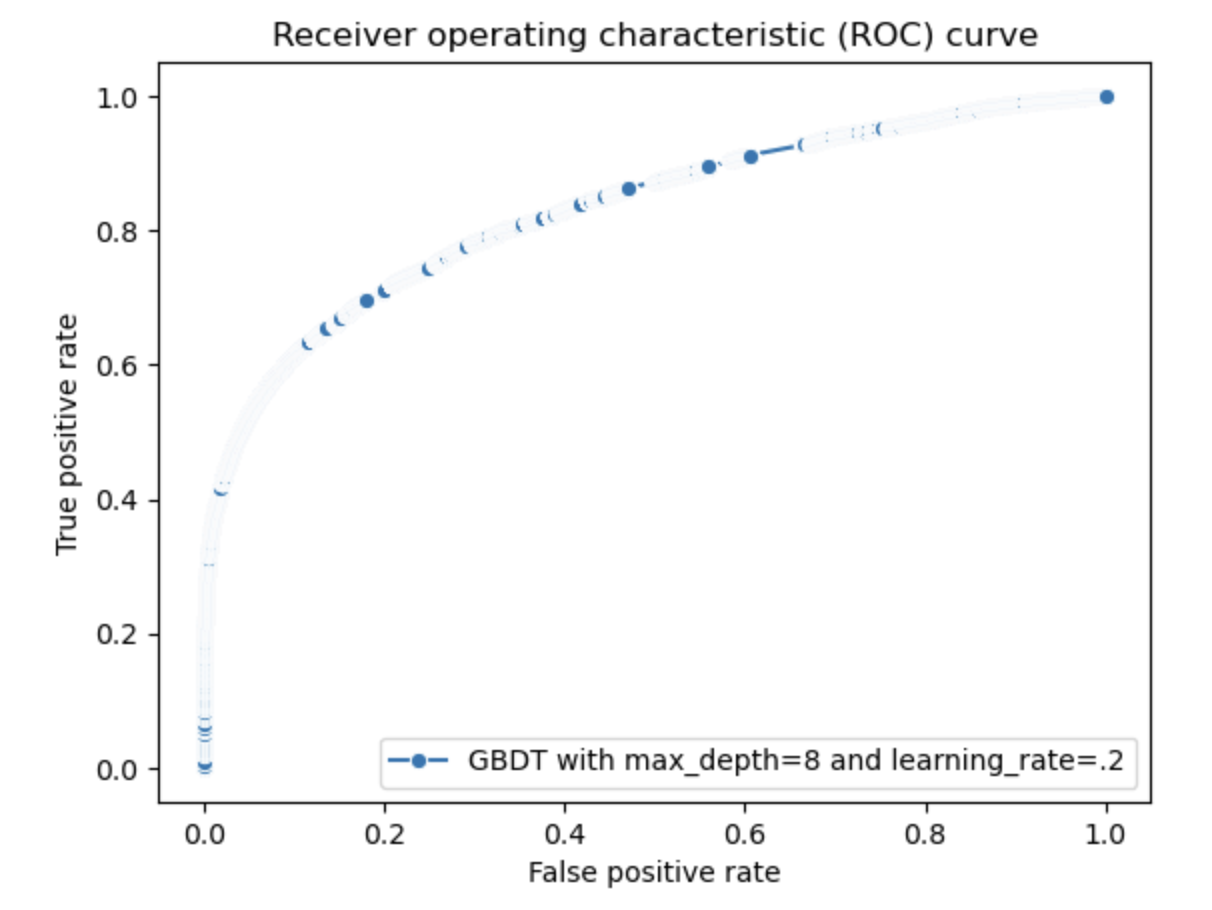 Receiver operating characteristic (ROC) curve
1.0
0.8
0.6
0.4
0.2
0.0
True positive rate
GBDT with max_depth=8 and learning_rate=.2
0.0 0.2 0.4 0.6 0.8 1.0
False positive rate